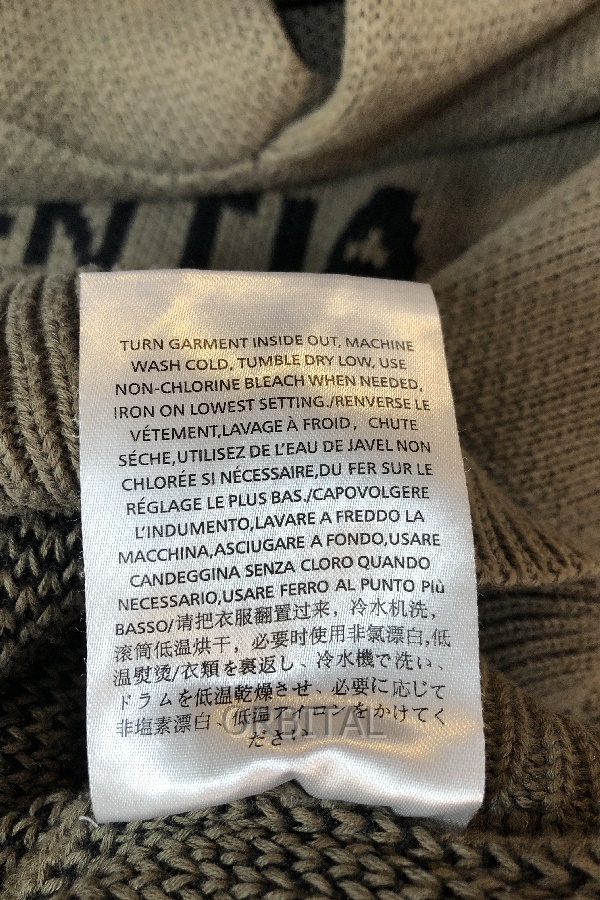 TURN GARMENT INSIDE OUT, MACHINE
WASH COLD, TUMBLE DRY LOW, USE
NON-CHLORINE BLEACH WHEN NEEDED,
IRON ON LOWEST SETTING./RENVERSE LE
VÉTEMENT,LAVAGE À FROID, CHUTE
SÉCHE,UTILISEZ DE L'EAU DE JAVEL NON
CHLORÉE SI NÉCESSAIRE,DU FER SUR LE
RÉGLAGE LE PLUS BAS./CAPOVOLGERE
L'INDUMENTO,LAVARE A FREDDO LA
MACCHINA,ASCIUGARE A FONDO,USARE
CANDEGGINA SENZA CLORO QUANDO
NECESSARIO,USARE FERRO AL PUNTO Più
BASSO/请把衣服翻置过来，冷水机洗，
滚筒低温烘干，必要时使用非氯漂白,低
温熨烫/衣類を裏返し、冷水機で洗い、
ドラムを低温乾燥させ、必要に応じて
非塩素漂白、低温アイコンをかけてく
ださい
ORBITAL